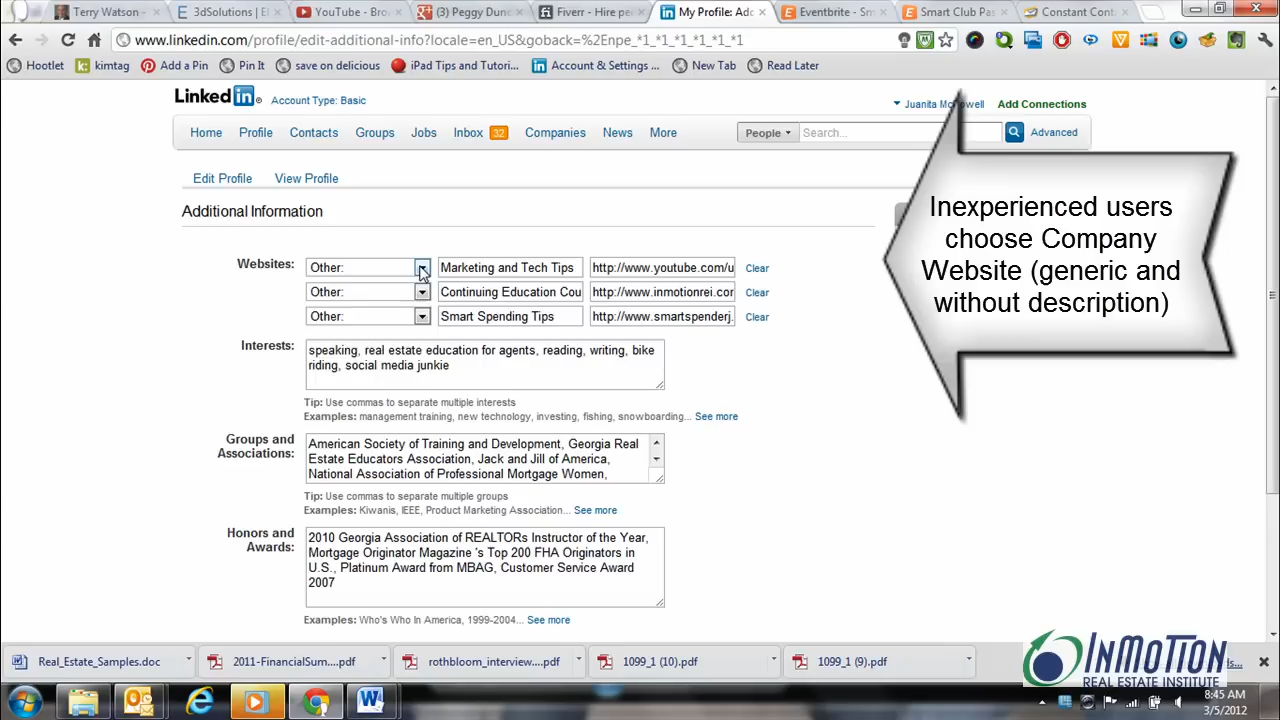 Terry Watson -
3dSolutions | El
YouTube - Bro
(3) Peggy Dunc
Fiverr - Hire pe
My Profile: Add
Eventbrite - Sm
Smart Club Pas
Constant Cont
www.linkedin.com/profile/edit-additional-info?locale=en_US&goback=%2Enpe_*1_*1_*1_*1_*1_*1
Hootlet
kimtag
Add a Pin
Pin It
save on delicious
iPad Tips and Tutori...
Account & Settings ...
New Tab
Read Later
Linked in
Account Type: Basic
Juanita McDowell
Add Connections
Home
Profile
Contacts
Groups
Jobs
Inbox 32
Companies
News
More
People
Search...
Advanced
Edit Profile
View Profile
Additional Information
Inexperienced users
choose Company
Website (generic and
without description)
Websites:
Other:
Marketing and Tech Tips
http://www.youtube.com/u
Clear
Other:
Continuing Education Cou
http://www.inmotionrei.cor
Clear
Other:
Smart Spending Tips
http://www.smartspenderj.
Clear
Interests:
speaking, real estate education for agents, reading, writing, bike
riding, social media junkie
Tip: Use commas to separate multiple interests
Examples: management training, new technology, investing, fishing, snowboarding... See more
Groups and
Associations:
American Society of Training and Development, Georgia Real
Estate Educators Association, Jack and Jill of America,
National Association of Professional Mortgage Women,
Tip: Use commas to separate multiple groups
Examples: Kiwanis, IEEE, Product Marketing Association... See more
Honors and
Awards:
2010 Georgia Association of REALTORs Instructor of the Year,
Mortgage Originator Magazine 's Top 200 FHA Originators in
U.S., Platinum Award from MBAG, Customer Service Award
2007
Examples: Who's Who In America, 1999-2004... See more
INMOTION
REAL ESTATE INSTITUTE
Real_Estate_Samples.doc
2011-FinancialSum....pdf
rothbloom_interview....pdf
1099_1 (10).pdf
1099_1 (9).pdf
8:45 AM
3/5/2012